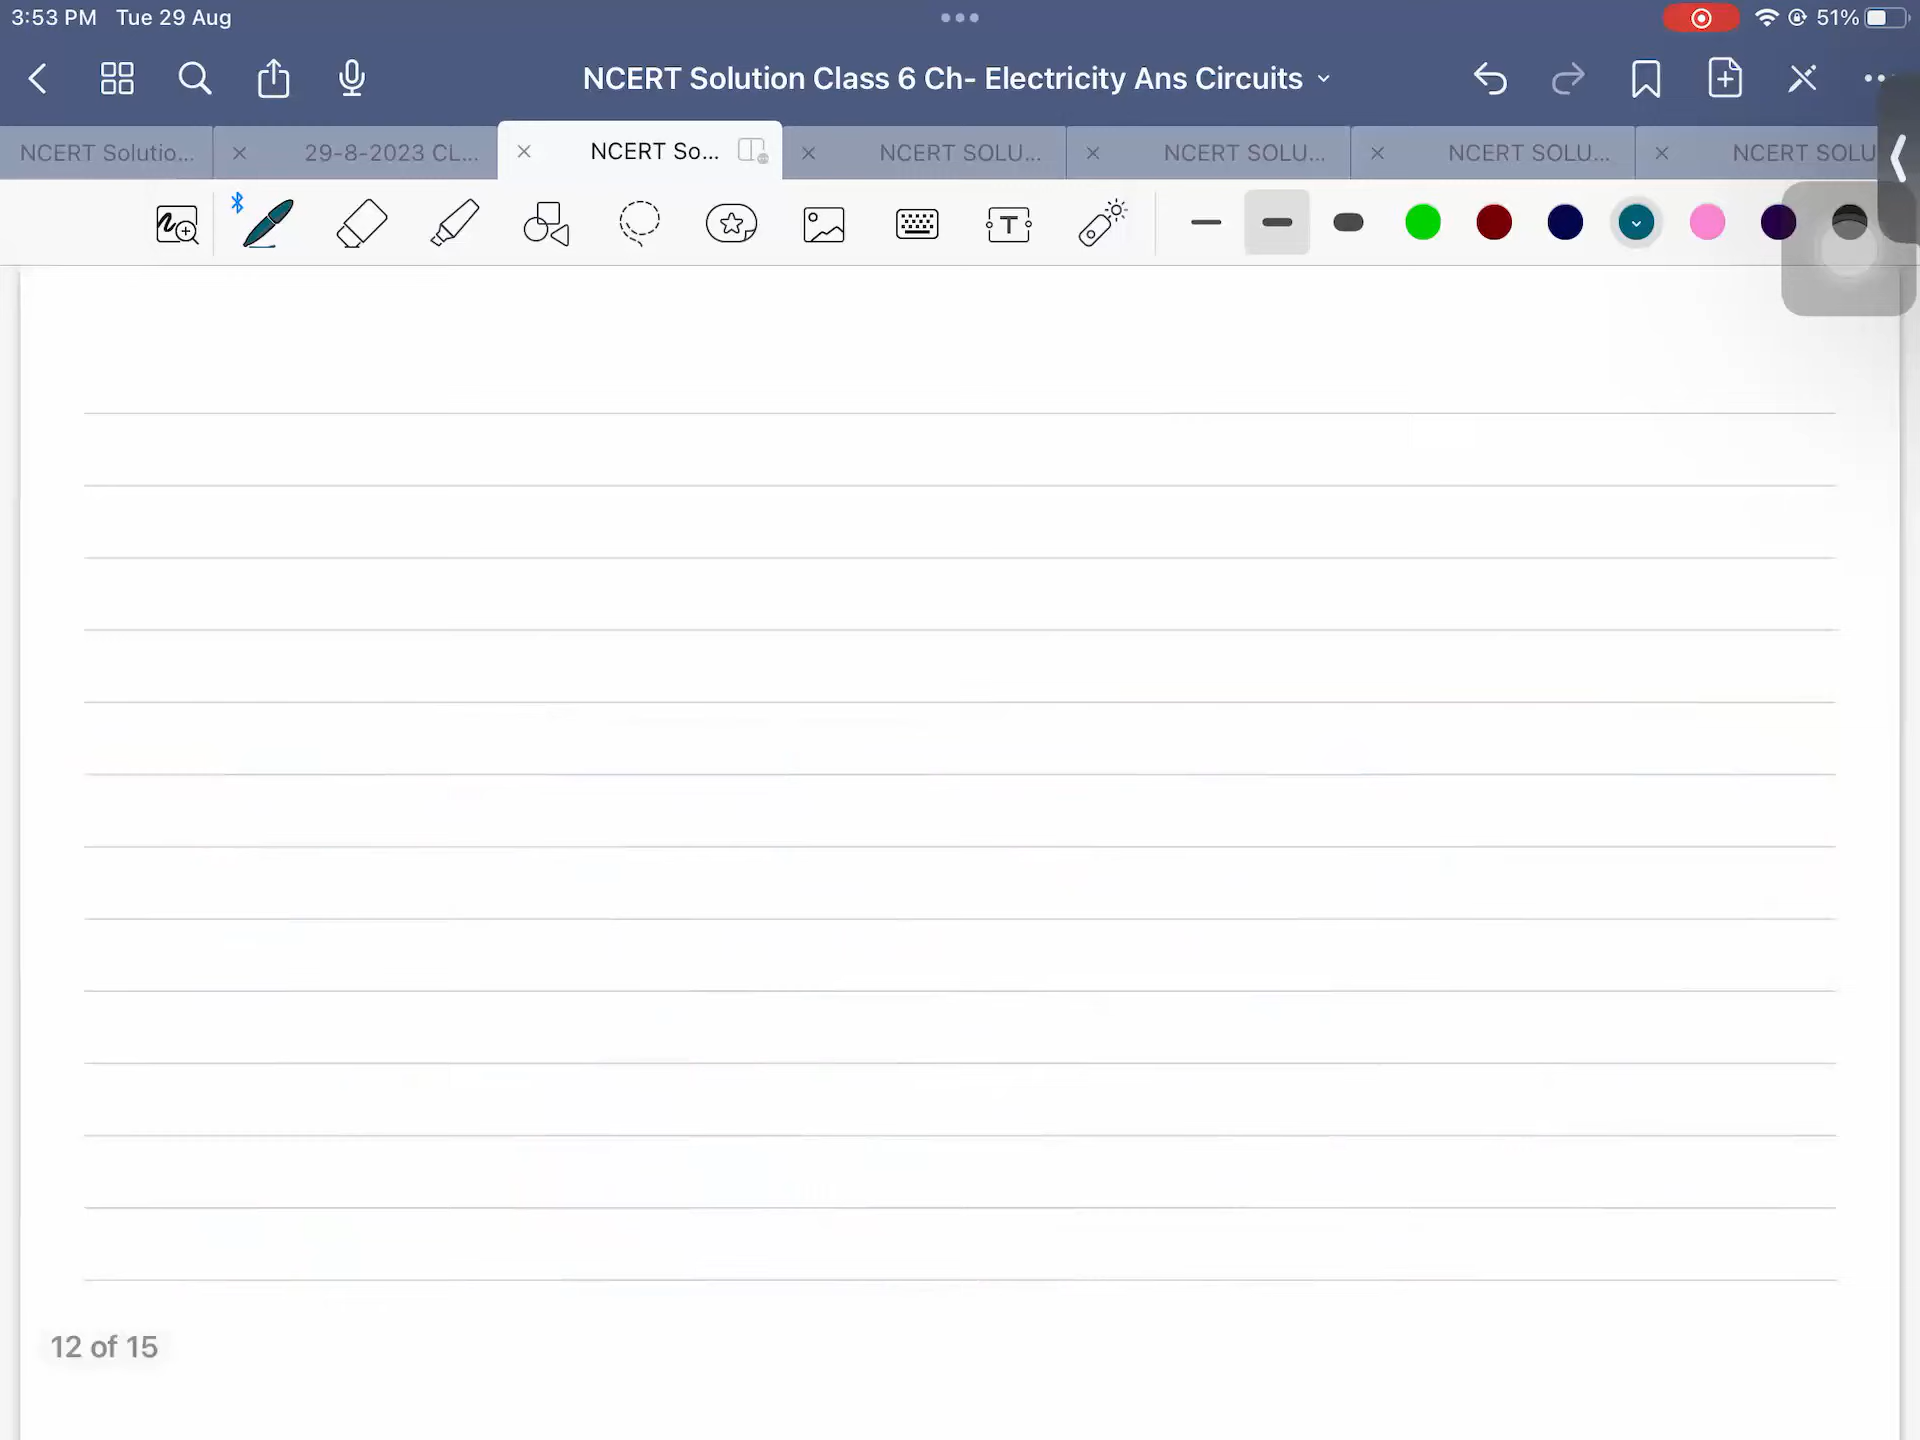 3:53 PM Tue 29 Aug
51%
NCERT Solution Class 6 Ch- Electricity Ans Circuits
NCERT Solutio...
29-8-2023 CL...
NCERT So...
NCERT SOLU...
NCERT SOLU...
NCERT SOLU...
NCERT SOLU
T
12 of 15